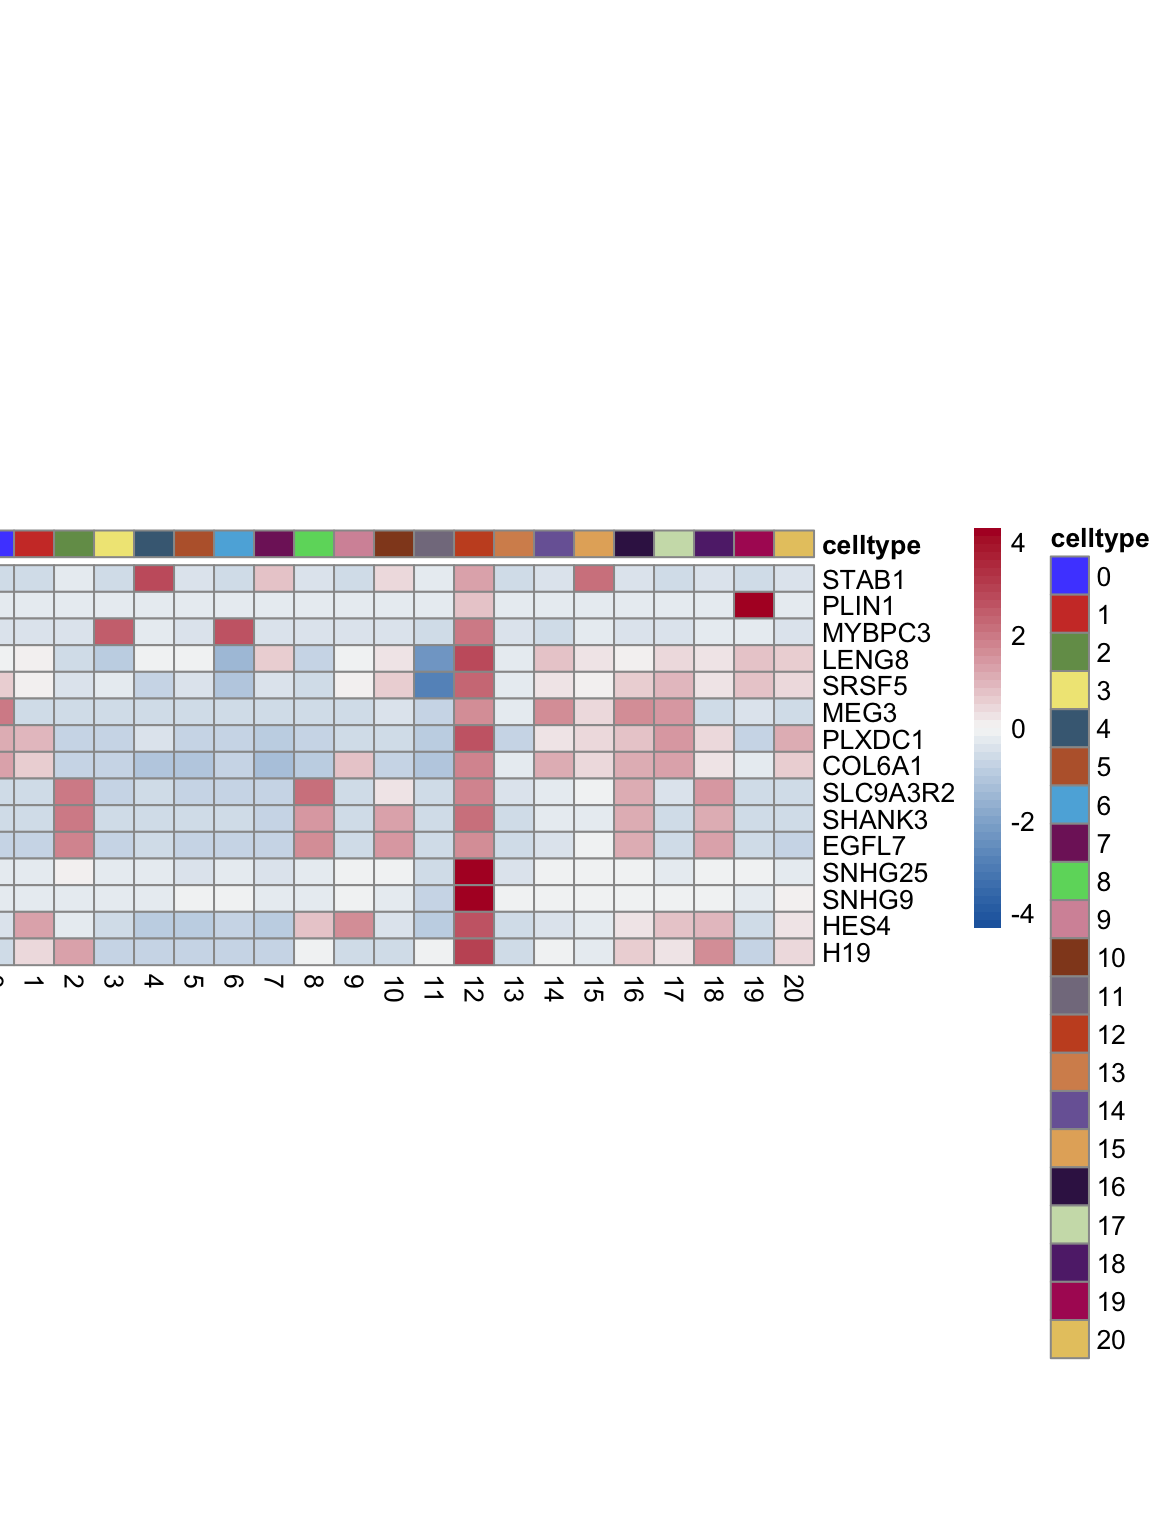 celltype
STAB1
PLIN1
MYBPC3
LENG8
SRSF5
MEG3
PLXDC1
COL6A1
SLC9A3R2
SHANK3
EGFL7
SNHG25
SNHG9
HES4
H19
1 2 3 4 5 6 7 8 9 10 11 12 13 14 15 16 17 18 19 20
4
2
0
-2
-4
celltype
0
1
2
3
4
5
6
7
8
9
10
11
12
13
14
15
16
17
18
19
20